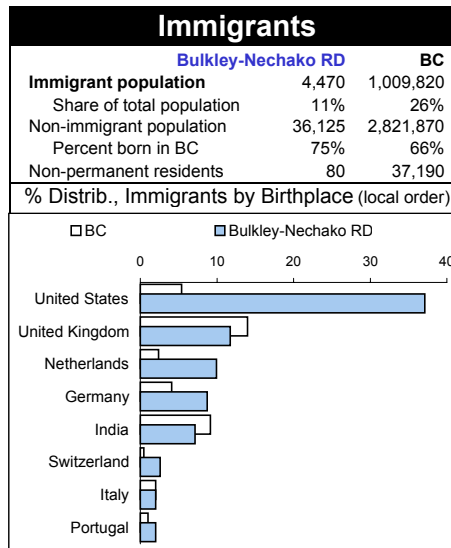 Immigrants
Bulkley-Nechako RD BC
Immigrant population 4,470 1,009,820
Share of total population 11% 26%
Non-immigrant population 36,125 2,821,870
Percent born in BC 75% 66%
Non-permanent residents 80 37,190
% Distrib., Immigrants by Birthplace (local order)
BC Bulkley-Nechako RD
0 10 20 30 40
United States
United Kingdom
Netherlands
Germany
India
Switzerland
Italy
Portugal